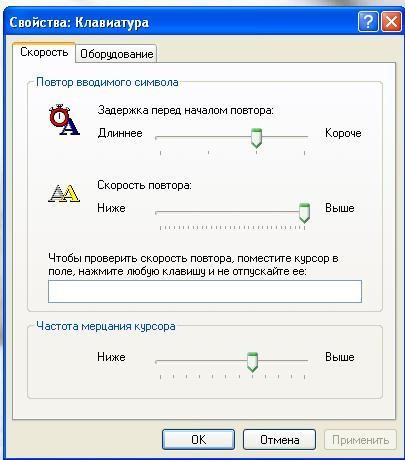 Свойства: Клавиатура
Скорость Оборудование
Повтор вводимого символа
Задержка перед началом повтора:
Длиннее Короче
Скорость повтора:
Ниже Выше
Чтобы проверить скорость повтора, поместите курсор в
поле, нажмите любую клавишу и не отпускайте ее:
Частота мерцания курсора
Ниже Выше
OK Отмена Применить